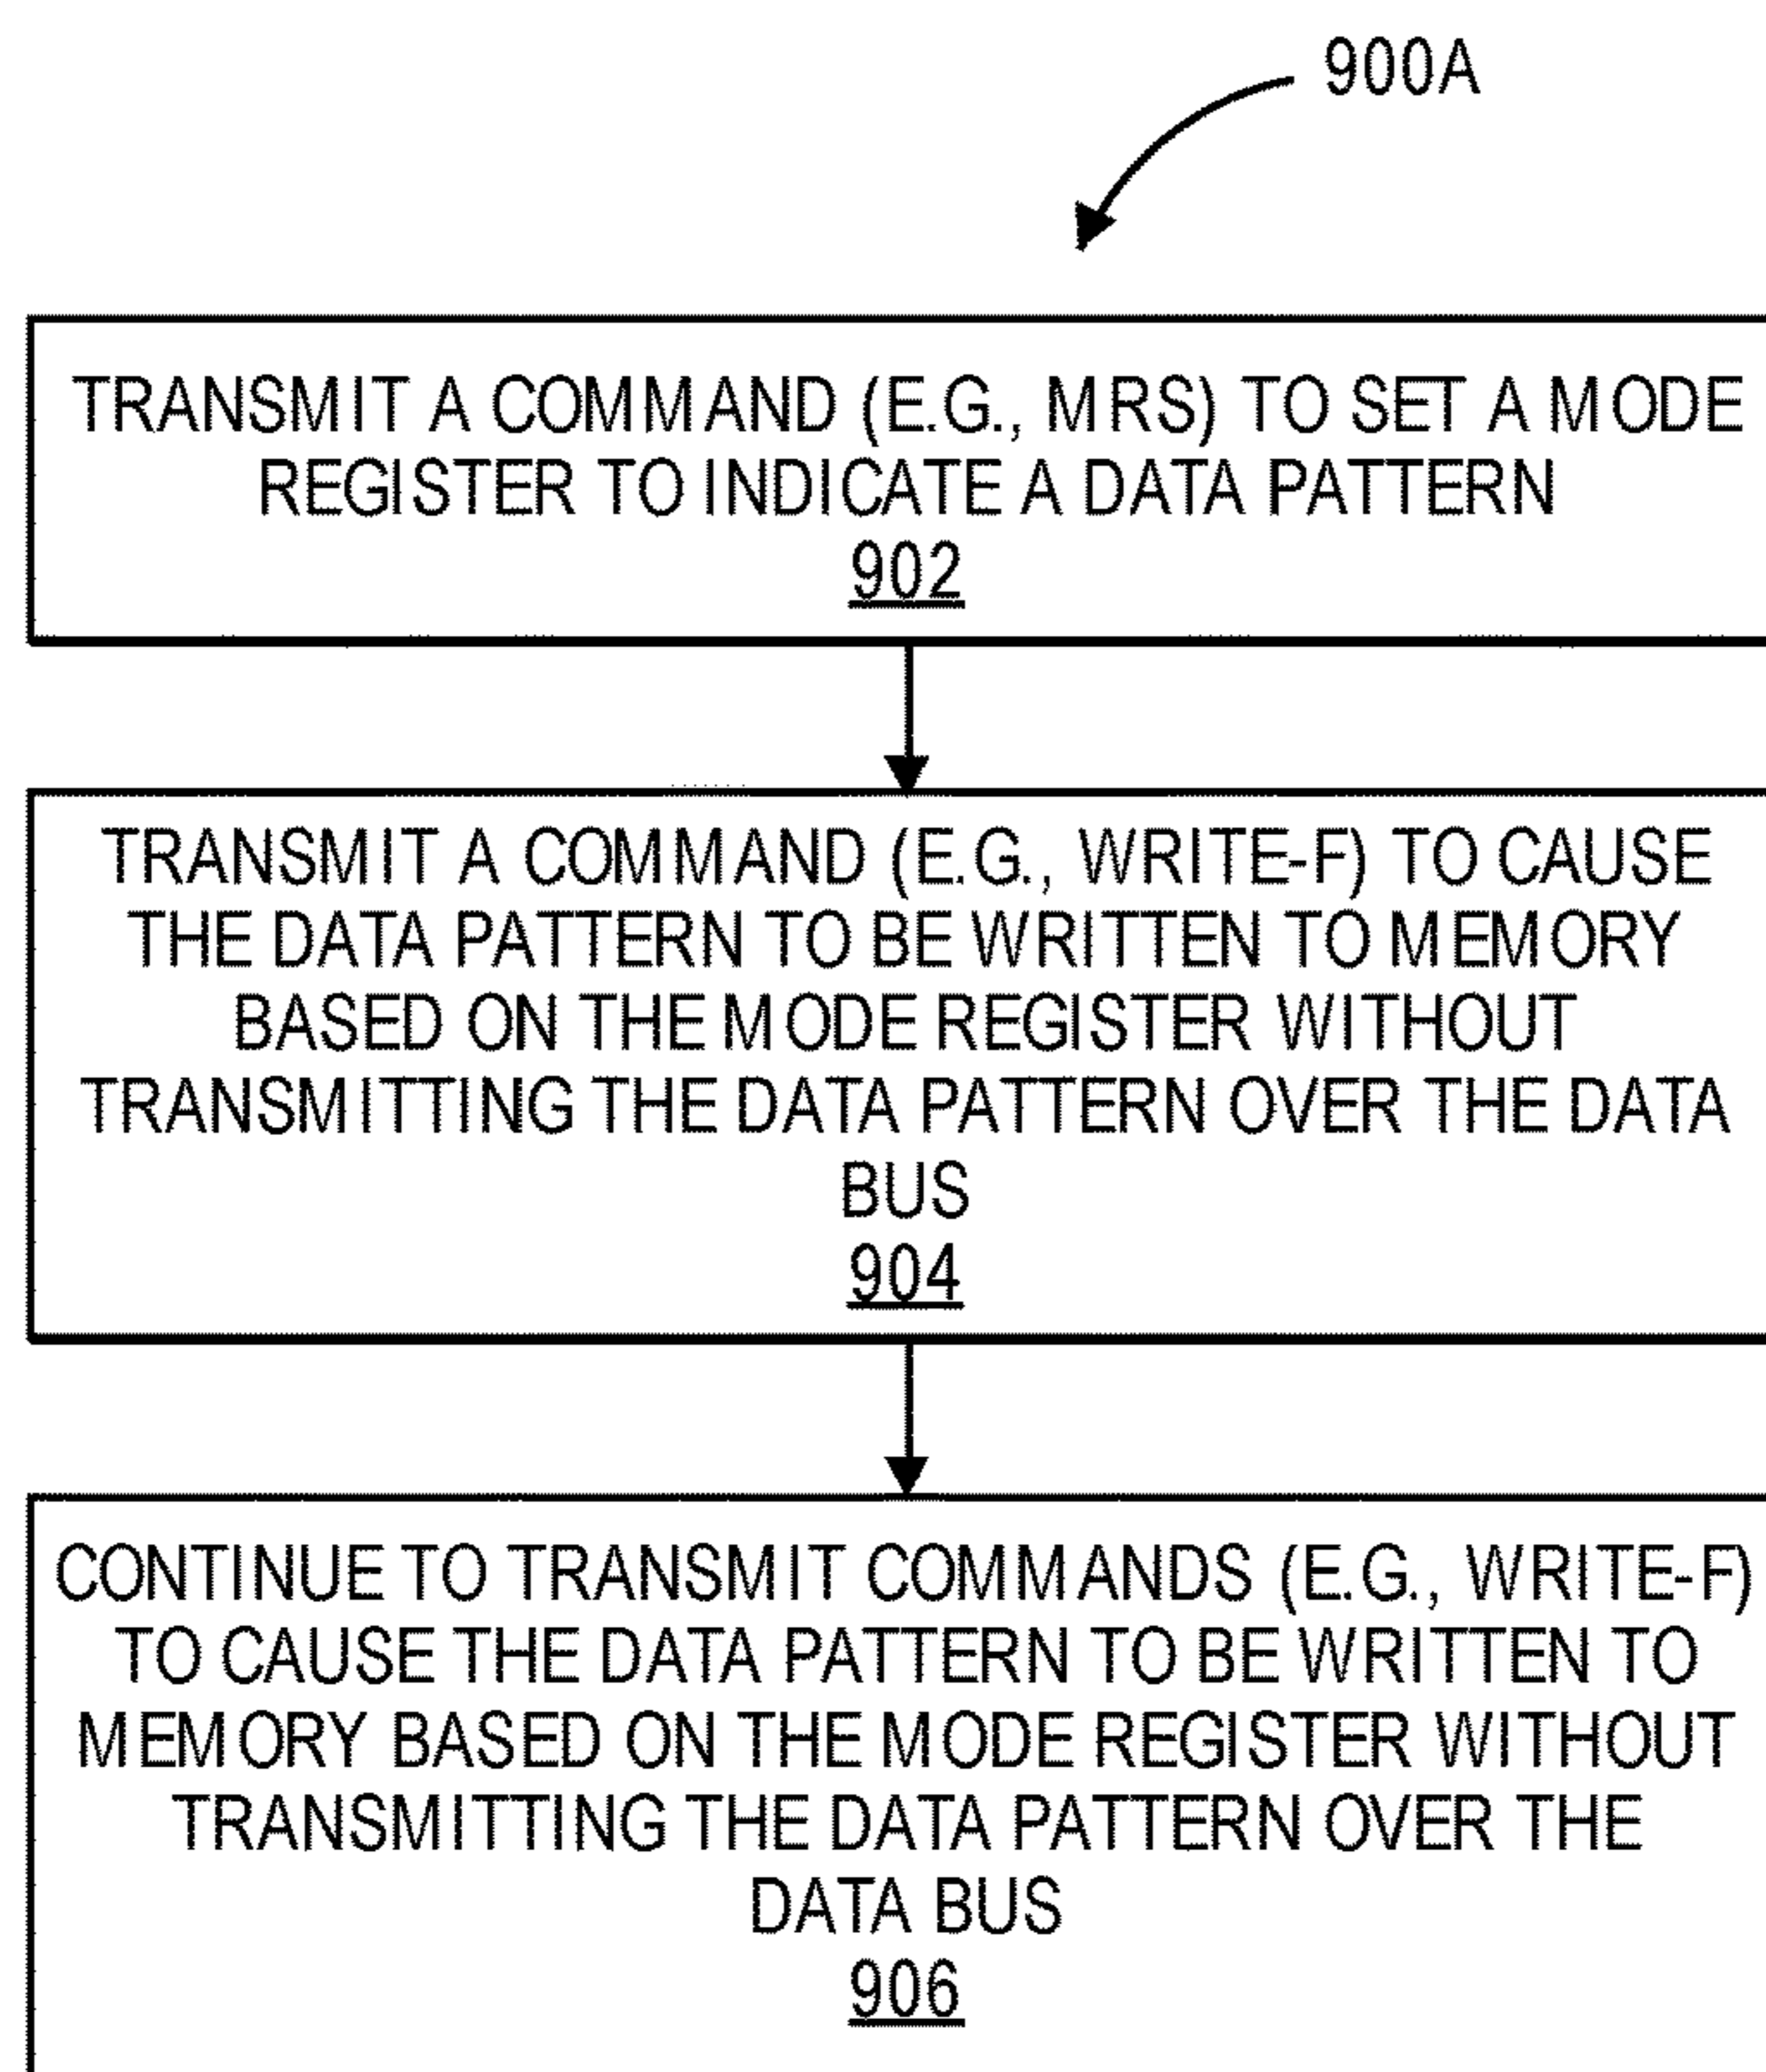 900A
TRANSMIT A COMMAND (E.G., MRS) TO SET A MODE
REGISTER TO INDICATE A DATA PATTERN
902
TRANSMIT A COMMAND (E.G., WRITE-F) TO CAUSE
THE DATA PATTERN TO BE WRITTEN TO MEMORY
BASED ON THE MODE REGISTER WITHOUT
TRANSMITTING THE DATA PATTERN OVER THE DATA
BUS
904
CONTINUE TO TRANSMIT COMMANDS (E.G., WRITE-F)
TO CAUSE THE DATA PATTERN TO BE WRITTEN TO
MEMORY BASED ON THE MODE REGISTER WITHOUT
TRANSMITTING THE DATA PATTERN OVER THE
DATA BUS
906